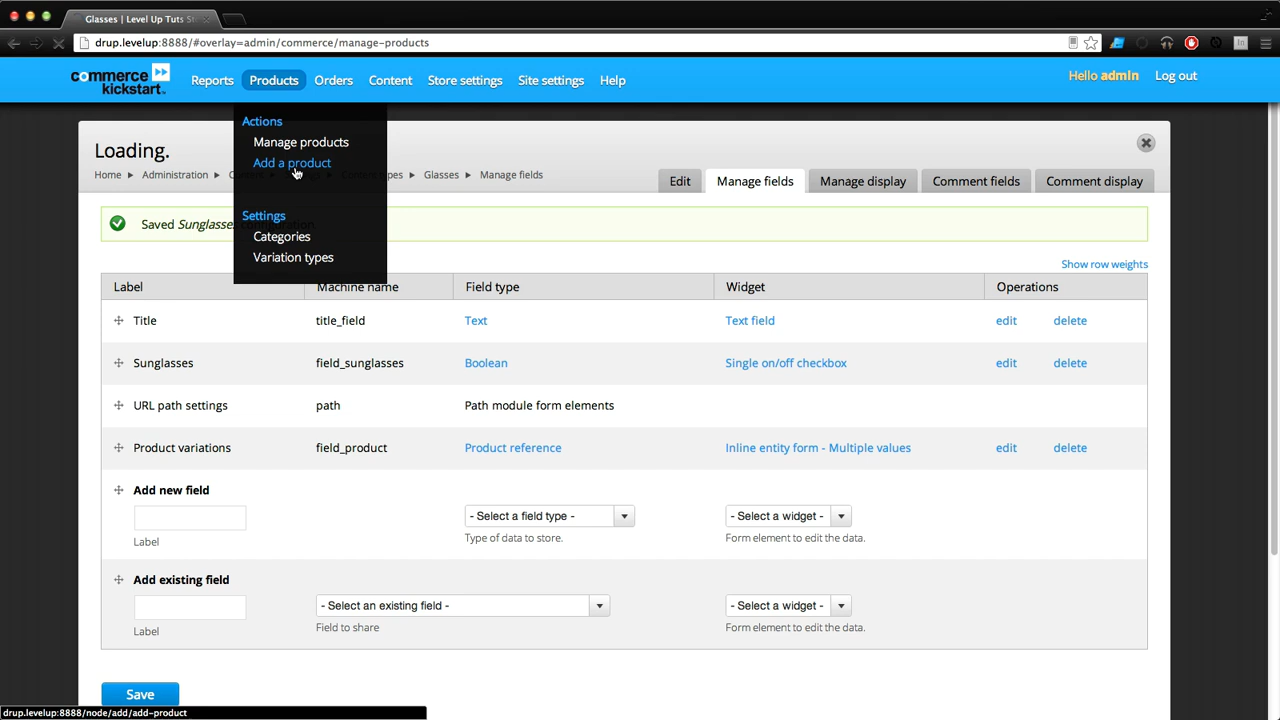 Glasses | Level Up Tuts St
drup.levelup:8888/#overlay=admin/commerce/manage-products
commerce kickstart
Reports Products Orders Content Store settings Site settings Help
Hello admin Log out
Actions
Manage products
Add a product
Settings
Categories
Variation types
Loading.
Home Administration Glasses Manage fields
Edit Manage fields Manage display Comment fields Comment display
Saved Sunglasses
Show row weights
Label Machine name Field type Widget Operations
Title title_field Text Text field edit delete
Sunglasses field_sunglasses Boolean Single on/off checkbox edit delete
URL path settings path Path module form elements
Product variations field_product Product reference Inline entity form - Multiple values edit delete
Add new field
- Select a field type - - Select a widget -
Label Type of data to store. Form element to edit the data.
Add existing field
- Select an existing field - - Select a widget -
Label Field to share Form element to edit the data.
Save
drup.levelup:8888/node/add/add-product